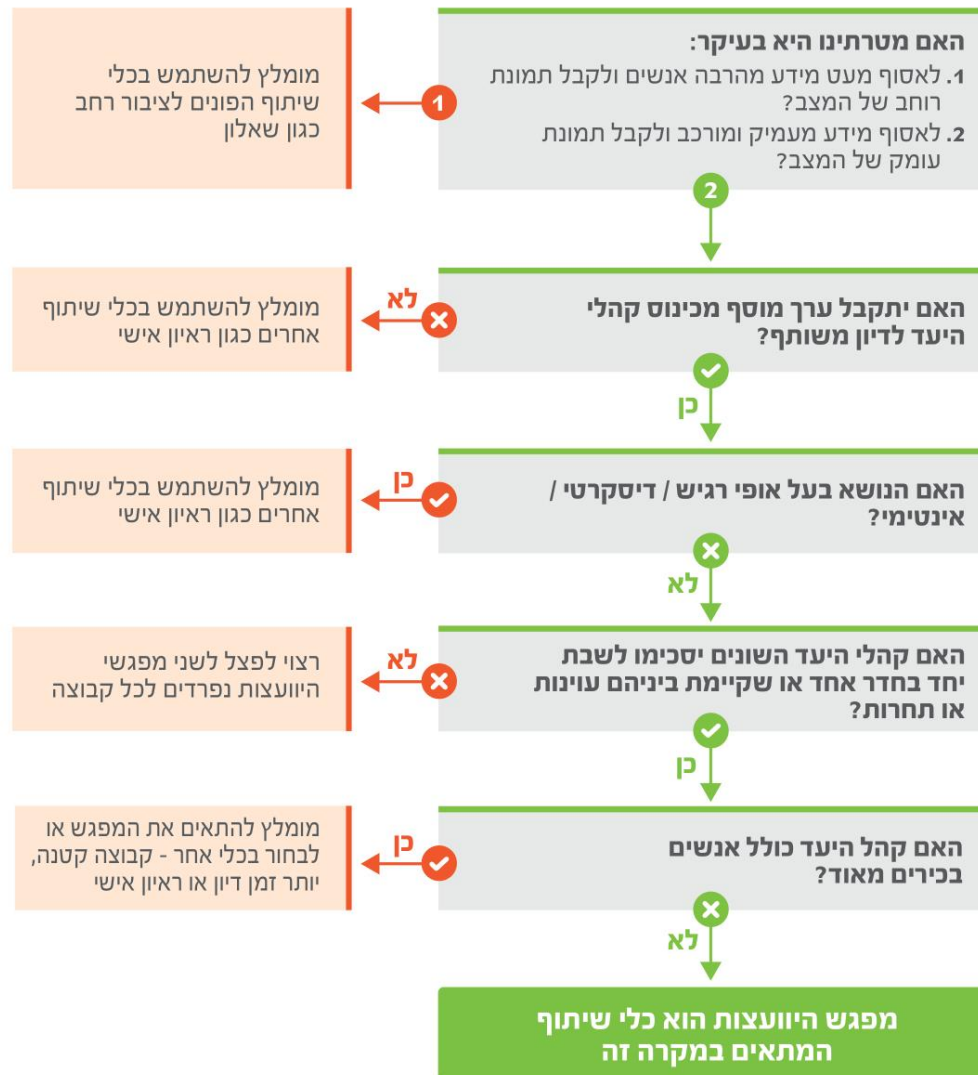 האם מטרתינו היא בעיקר:
1. לאסוף מעט מידע מהרבה אנשים ולקבל תמונת
רוחב של המצב?
2. לאסוף מידע מעמיק ומורכב ולקבל תמונת
עומק של המצב?
1
מומלץ להשתמש בכלי
שיתוף הפונים לציבור רחב
כגון שאלון
2
האם יתקבל ערך מוסף מכינוס קהלי
היעד לדיון משותף?
לא
מומלץ להשתמש בכלי שיתוף
אחרים כגון ראיון אישי
כן
האם הנושא בעל אופי רגיש / דיסקרטי /
אינטימי?
כן
מומלץ להשתמש בכלי שיתוף
אחרים כגון ראיון אישי
לא
האם קהלי היעד השונים יסכימו לשבת
יחד בחדר אחד או שקיימת ביניהם עוינות
או תחרות?
לא
רצוי לפצל לשני מפגשי
היוועצות נפרדים לכל קבוצה
כן
האם קהל היעד כולל אנשים
בכירים מאוד?
כן
מומלץ להתאים את המפגש או
לבחור בכלי אחר - קבוצה קטנה,
יותר זמן דיון או ראיון אישי
לא
מפגש היוועצות הוא כלי שיתוף
המתאים במקרה זה